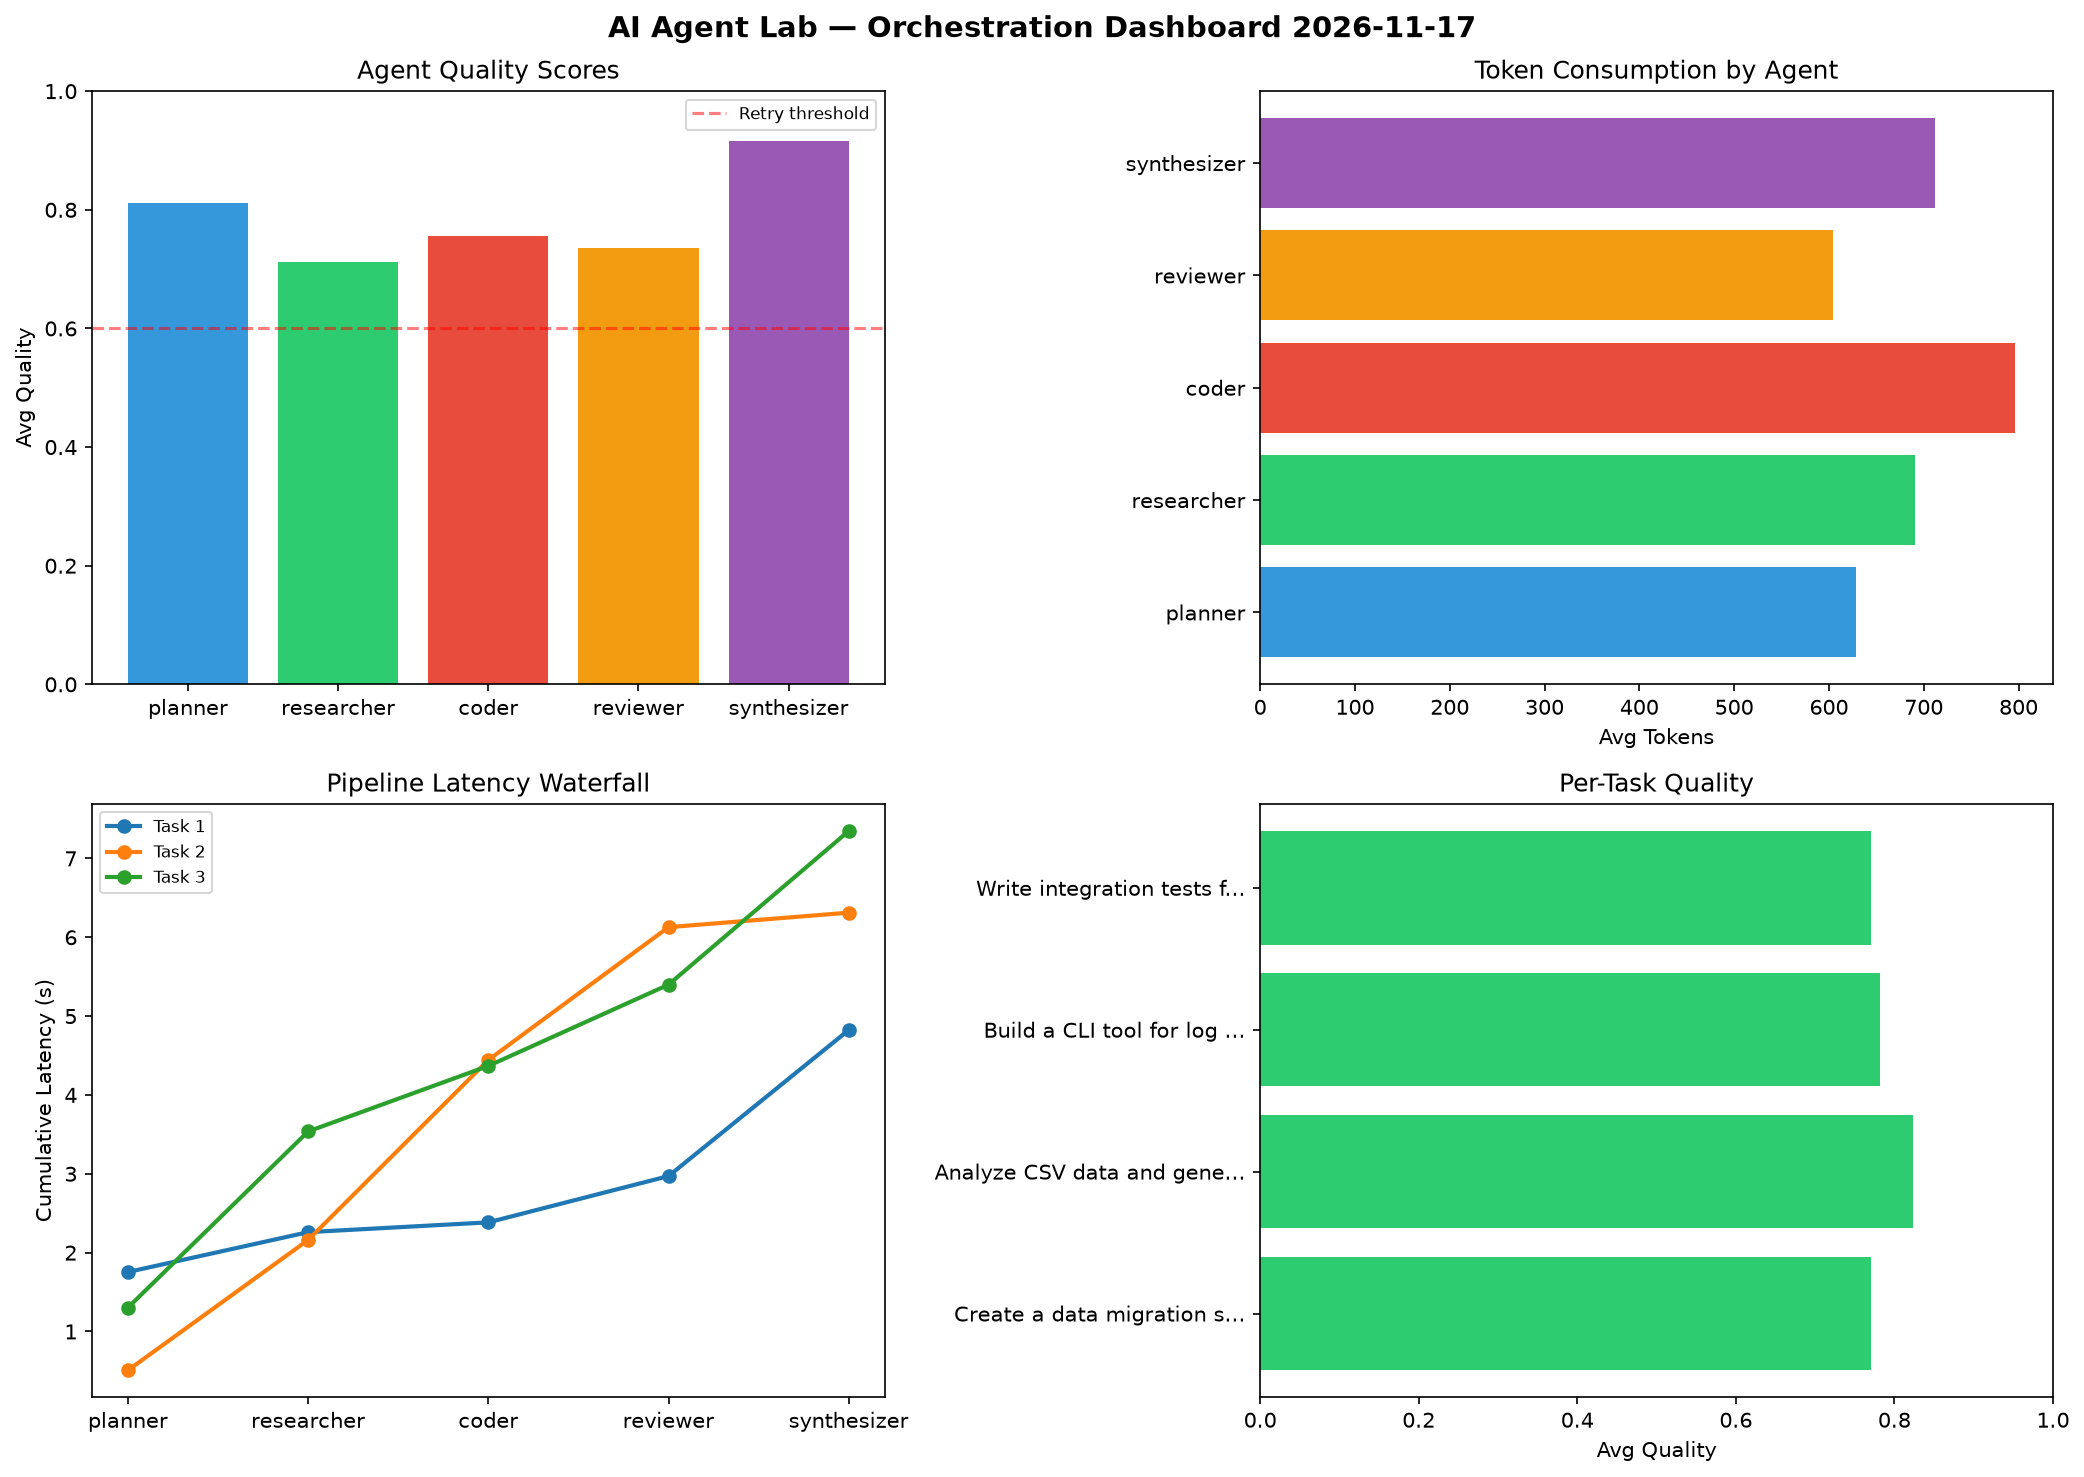 AI Agent Lab — Orchestration Dashboard 2026-11-17
Agent Quality Scores
Avg Quality
1.0
0.8
0.6
0.4
0.2
0.0
Retry threshold
planner
researcher
coder
reviewer
synthesizer
Token Consumption by Agent
synthesizer
reviewer
coder
researcher
planner
0
100
200
300
400
500
600
700
800
Avg Tokens
Pipeline Latency Waterfall
Cumulative Latency (s)
7
6
5
4
3
2
1
Task 1
Task 2
Task 3
planner
researcher
coder
reviewer
synthesizer
Per-Task Quality
Write integration tests f...
Build a CLI tool for log ...
Analyze CSV data and gene...
Create a data migration s...
0.0
0.2
0.4
0.6
0.8
1.0
Avg Quality